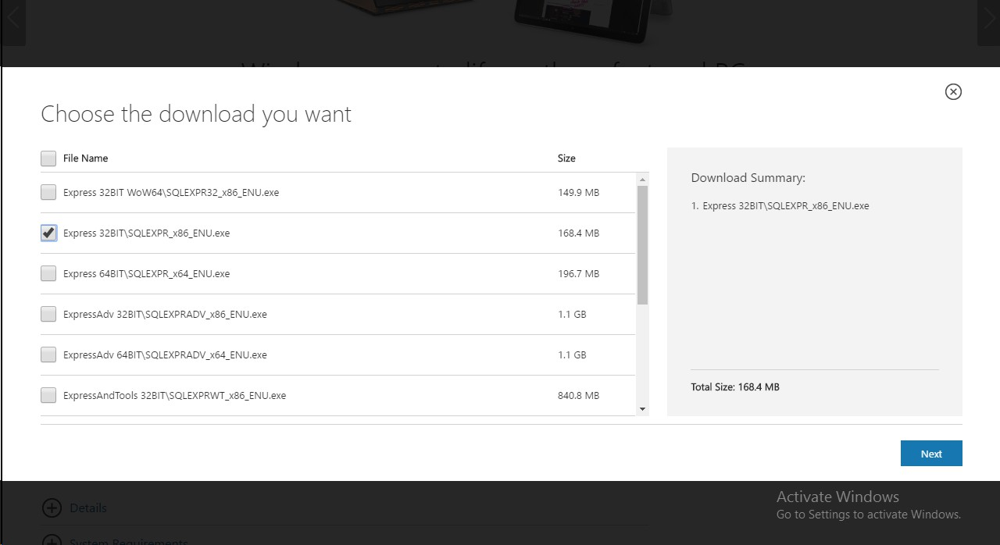 Choose the download you want
File Name Size
Express 32BIT WoW64\SQLEXPR32_x86_ENU.exe 149.9 MB
Express 32BIT\SQLEXPR_x86_ENU.exe 168.4 MB
Express 64BIT\SQLEXPR_x64_ENU.exe 196.7 MB
ExpressAdv 32BIT\SQLEXPRADV_x86_ENU.exe 1.1 GB
ExpressAdv 64BIT\SQLEXPRADV_x64_ENU.exe 1.1 GB
ExpressAndTools 32BIT\SQLEXPRWT_x86_ENU.exe 840.8 MB
Download Summary:
1. Express 32BIT\SQLEXPR_x86_ENU.exe
Total Size: 168.4 MB
Next
Details
System Requirements
Activate Windows
Go to Settings to activate Windows.